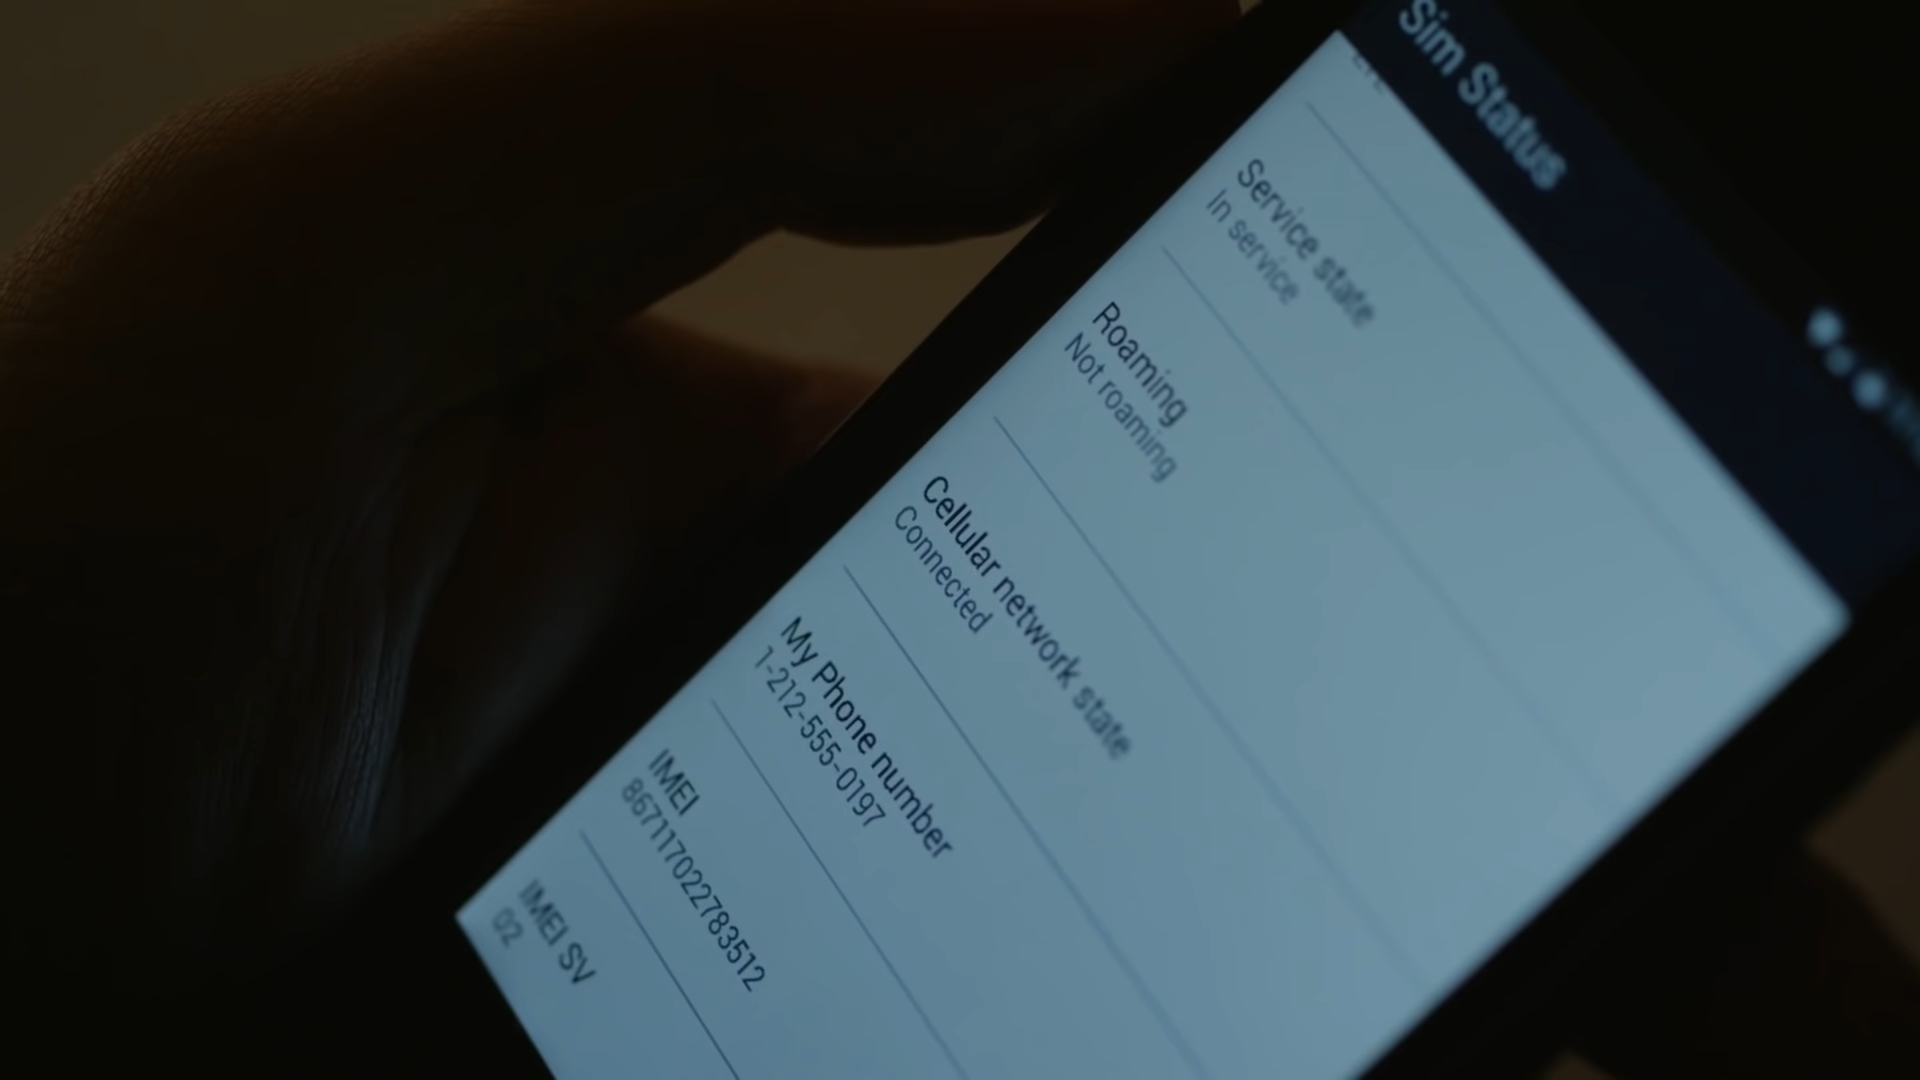 Sim Status
Service state
In service
Roaming
Not roaming
Cellular network state
Connected
My Phone number
1-212-555-0197
IMEI
867117022783512
IMEI SV
02